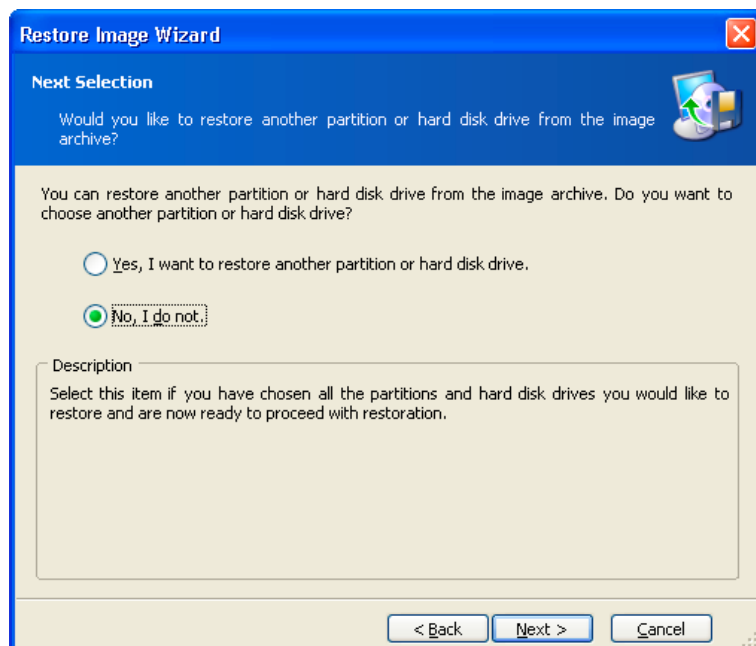 Restore Image Wizard
Next Selection
Would you like to restore another partition or hard disk drive from the image
archive?
You can restore another partition or hard disk drive from the image archive. Do you want to
choose another partition or hard disk drive?
Yes, I want to restore another partition or hard disk drive.
No, I do not.
Description
Select this item if you have chosen all the partitions and hard disk drives you would like to
restore and are now ready to proceed with restoration.
< Back Next > Cancel